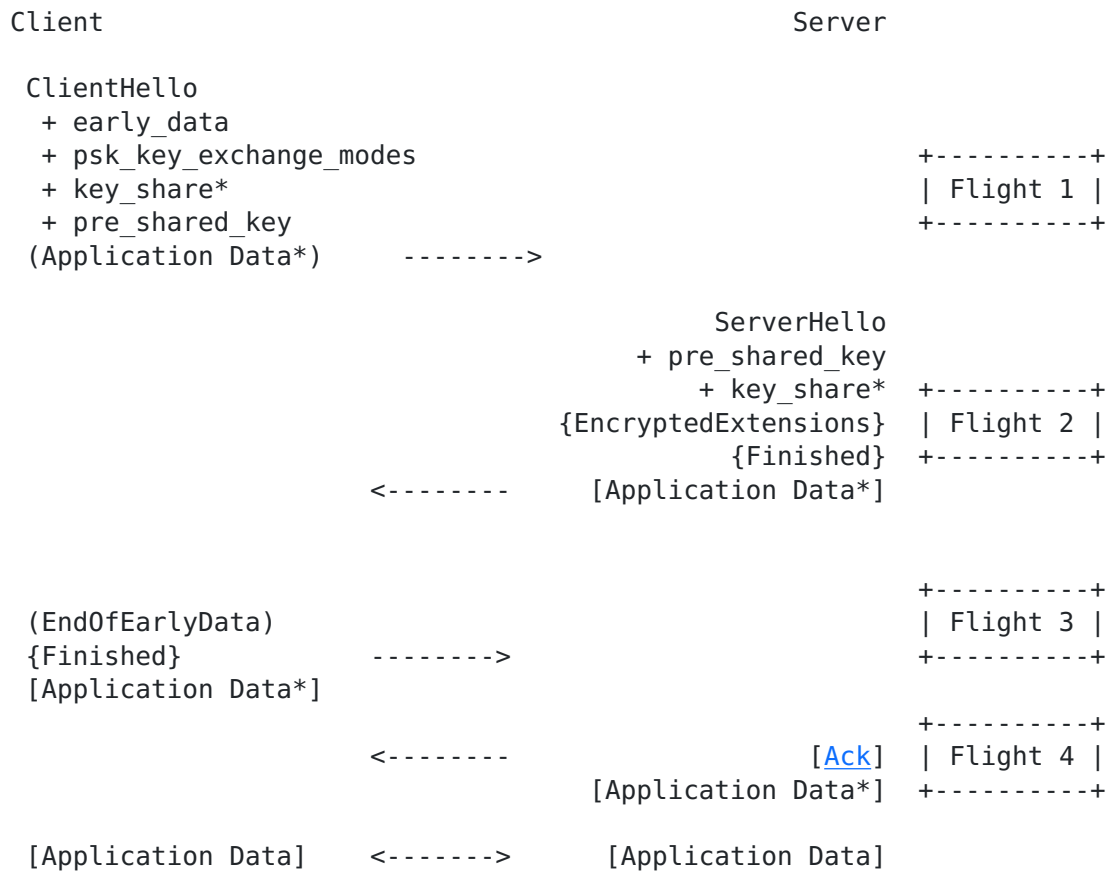 Client                                            Server

 ClientHello
  + early_data
  + psk_key_exchange_modes                                +----------+
  + key_share*                                            | Flight 1 |
  + pre_shared_key                                        +----------+
 (Application Data*)     -------->

                                             ServerHello
                                        + pre_shared_key
                                            + key_share*  +----------+
                                   {EncryptedExtensions}  | Flight 2 |
                                              {Finished}  +----------+
                       <--------     [Application Data*]

                                                          +----------+
 (EndOfEarlyData)                                         | Flight 3 |
 {Finished}            -------->                          +----------+
 [Application Data*]
                                                          +----------+
                       <--------                   [Ack]  | Flight 4 |
                                     [Application Data*]  +----------+

 [Application Data]    <------->      [Application Data]